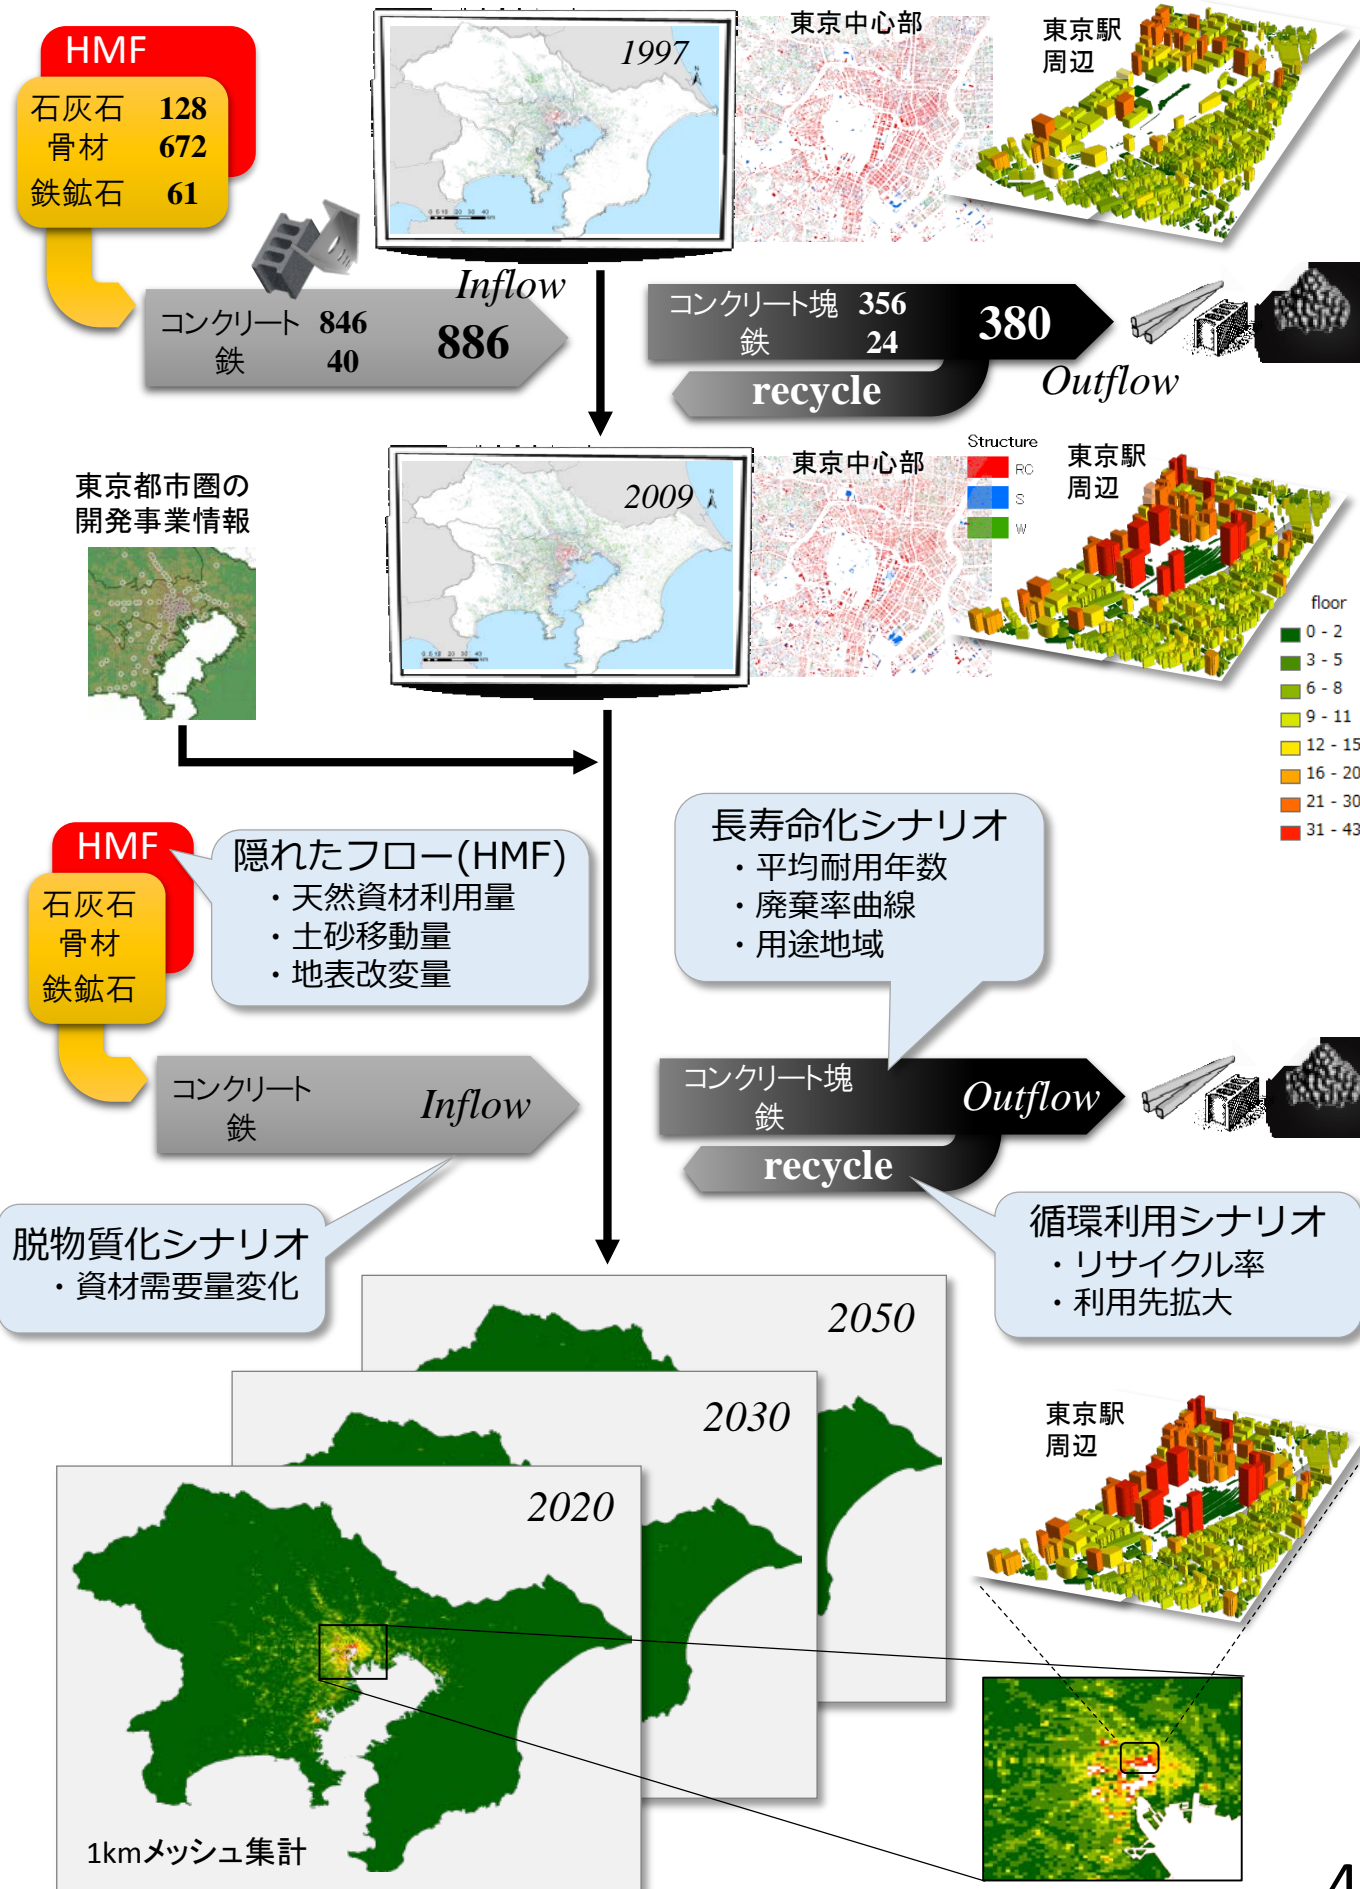 HMF
石灰石 128
骨材 672
鉄鉱石 61
1997
東京中心部
東京駅
周辺
Inflow
コンクリート 846
鉄 40
886
コンクリート塊 356
鉄 24
380
recycle
Outflow
東京都市圏の
開発事業情報
2009
東京中心部
Structure
RC
S
W
東京駅
周辺
floor
0 - 2
3 - 5
6 - 8
9 - 11
12 - 15
16 - 20
21 - 30
31 - 43
HMF
石灰石
骨材
鉄鉱石
隠れたフロー(HMF)
・天然資材利用量
・土砂移動量
・地表改変量
長寿命化シナリオ
・平均耐用年数
・廃棄率曲線
・用途地域
コンクリート
鉄
Inflow
コンクリート塊
鉄
Outflow
recycle
脱物質化シナリオ
・資材需要量変化
循環利用シナリオ
・リサイクル率
・利用先拡大
2050
2030
2020
東京駅
周辺
1kmメッシュ集計
4